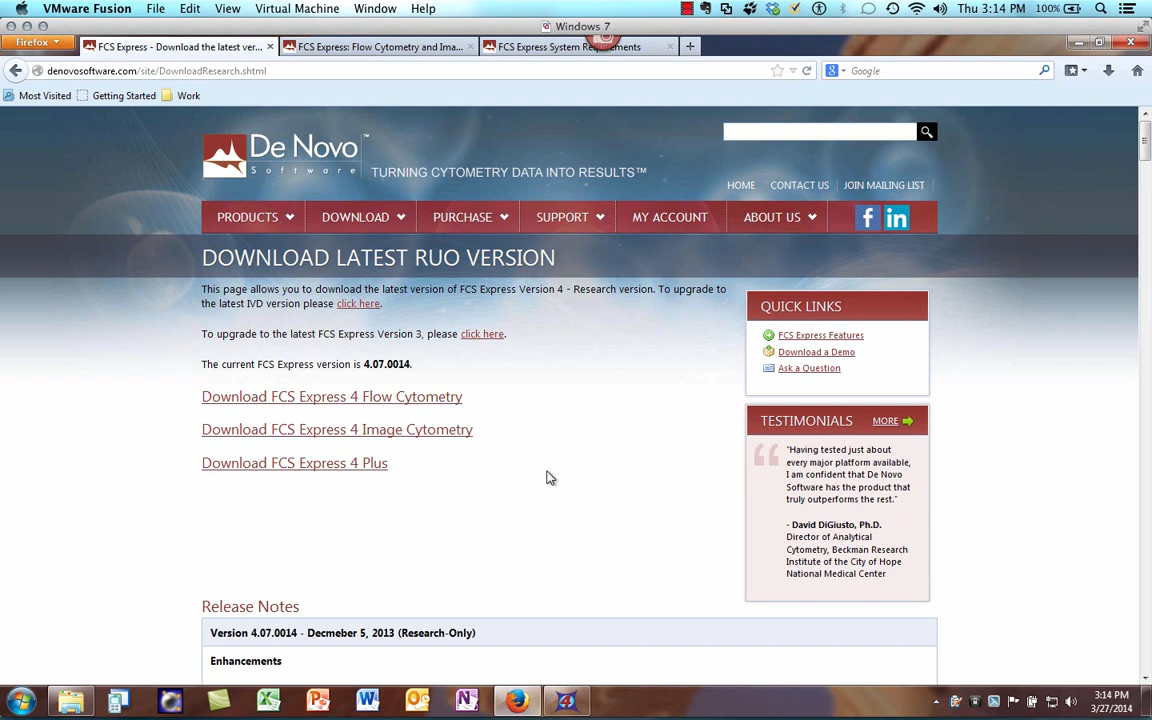 VMware Fusion File Edit View Virtual Machine Window Help Thu 3:14 PM 100%
Windows 7
Firefox
FCS Express - Download the latest ver... × FCS Express: Flow Cytometry and Ima... × FCS Express System Requirements ×
denovosoftware.com/site/DownloadResearch.shtml Google
Most Visited Getting Started Work
De Novo™
Software TURNING CYTOMETRY DATA INTO RESULTS™
HOME CONTACT US JOIN MAILING LIST
PRODUCTS DOWNLOAD PURCHASE SUPPORT MY ACCOUNT ABOUT US
DOWNLOAD LATEST RUO VERSION
This page allows you to download the latest version of FCS Express Version 4 - Research version. To upgrade to
the latest IVD version please click here.
To upgrade to the latest FCS Express Version 3, please click here.
The current FCS Express version is 4.07.0014.
Download FCS Express 4 Flow Cytometry
Download FCS Express 4 Image Cytometry
Download FCS Express 4 Plus
QUICK LINKS
FCS Express Features
Download a Demo
Ask a Question
TESTIMONIALS MORE
"Having tested just about
every major platform available,
I am confident that De Novo
Software has the product that
truly outperforms the rest."
- David DiGiusto, Ph.D.
Director of Analytical
Cytometry, Beckman Research
Institute of the City of Hope
National Medical Center
Release Notes
Version 4.07.0014 - Decmeber 5, 2013 (Research-Only)
Enhancements
3:14 PM
3/27/2014